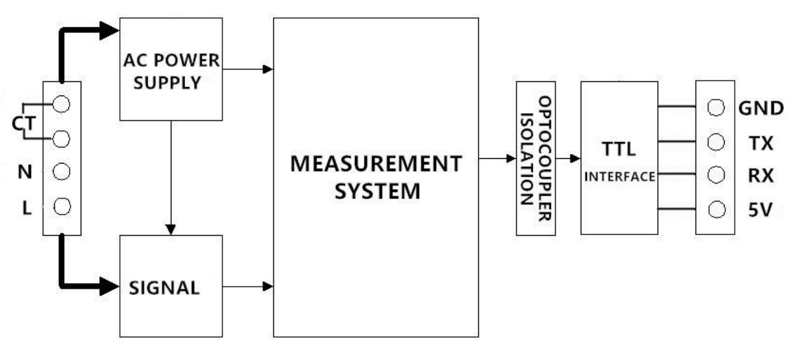 AC POWER
SUPPLY
CT
N
L
SIGNAL
MEASUREMENT
SYSTEM
OPTOCOUPLER
ISOLATION
TTL
INTERFACE
GND
TX
RX
5V